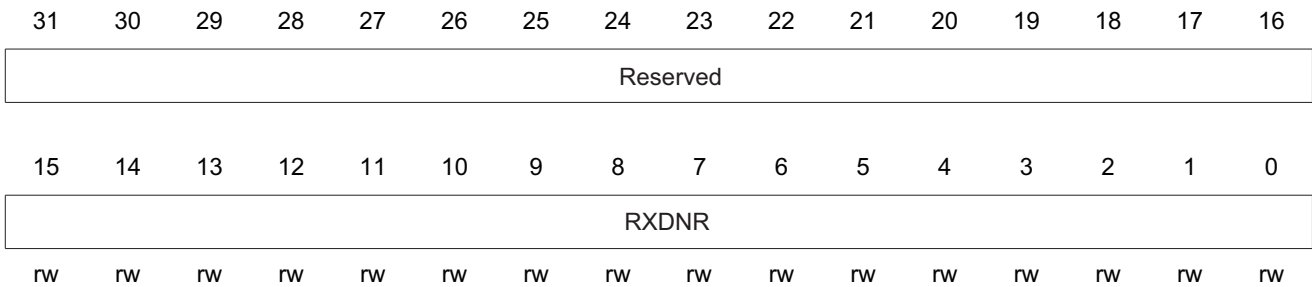 31 30 29 28 27 26 25 24 23 22 21 20 19 18 17 16
Reserved
15 14 13 12 11 10 9 8 7 6 5 4 3 2 1 0
RXDNR
rw rw rw rw rw rw rw rw rw rw rw rw rw rw rw rw